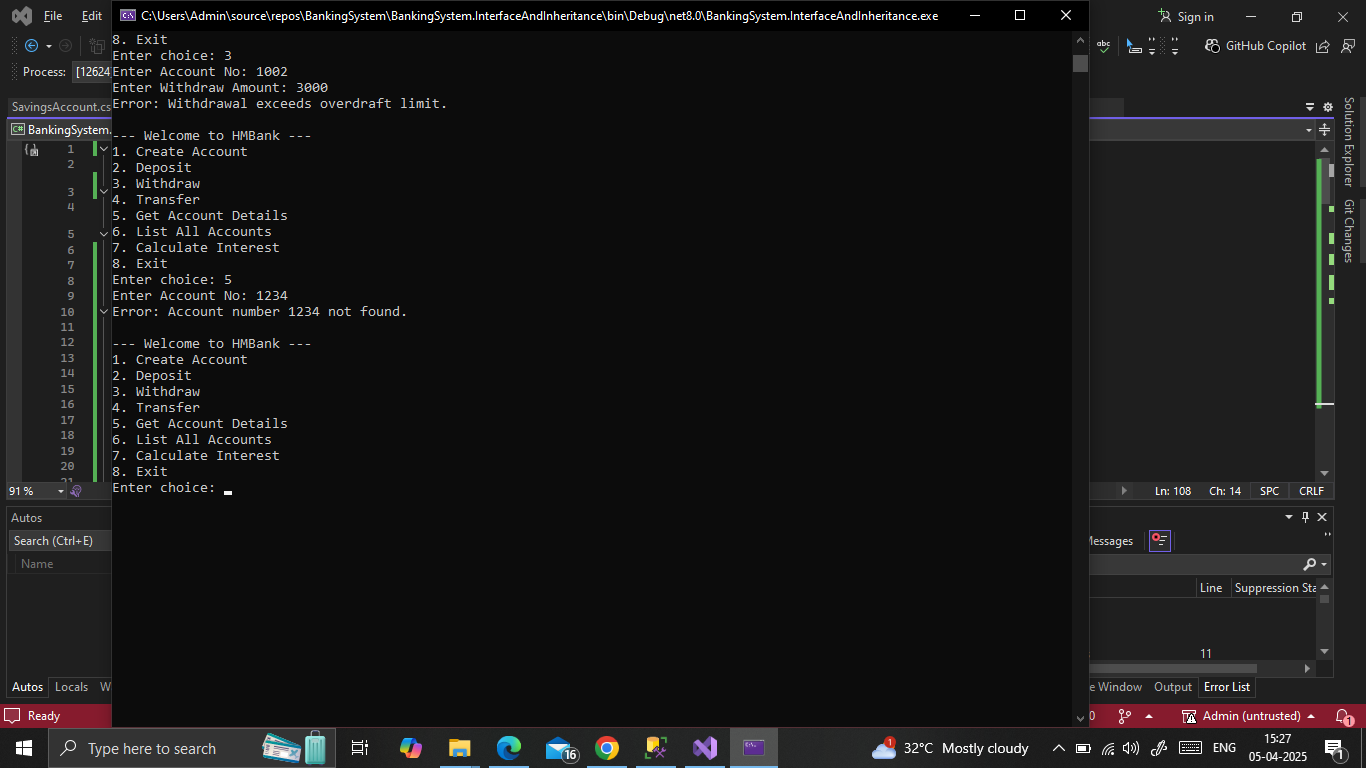 C:\Users\Admin\source\repos\BankingSystem\BankingSystem.InterfaceAndInheritance\bin\Debug\net8.0\BankingSystem.InterfaceAndInheritance.exe
File Edit
Sign in
Process: [12624
GitHub Copilot
SavingsAccount.cs
BankingSystem.
8. Exit
Enter choice: 3
Enter Account No: 1002
Enter Withdraw Amount: 3000
Error: Withdrawal exceeds overdraft limit.
--- Welcome to HMBank ---
1. Create Account
2. Deposit
3. Withdraw
4. Transfer
5. Get Account Details
6. List All Accounts
7. Calculate Interest
8. Exit
Enter choice: 5
Enter Account No: 1234
Error: Account number 1234 not found.
--- Welcome to HMBank ---
1. Create Account
2. Deposit
3. Withdraw
4. Transfer
5. Get Account Details
6. List All Accounts
7. Calculate Interest
8. Exit
Enter choice:
1
2
3
4
5
6
7
8
9
10
11
12
13
14
15
16
17
18
19
20
21
Solution Explorer
Git Changes
91 %
Ln: 108 Ch: 14 SPC CRLF
Autos
Search (Ctrl+E)
Name
Messages
Line Suppression Sta
11
Autos Locals W
e Window Output Error List
Ready
0
Admin (untrusted)
1
Type here to search
16
1
32°C Mostly cloudy
ENG
15:27
05-04-2025
1